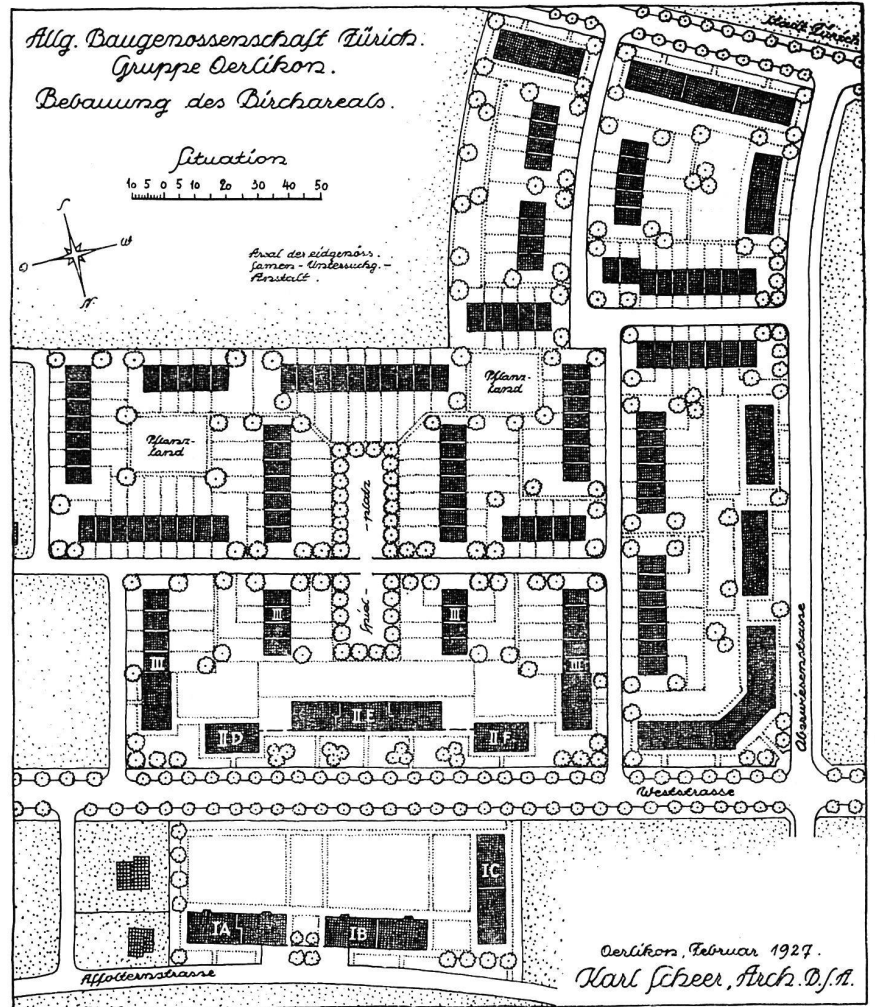 Allg. Baugenossenschaft Zürich.
Gruppe Oerlikon.
Bebauung des Birchareals.
Situation
10 5 0 5 10 20 30 40 50
S
W
O
N
Areal der eidgenöss.
Samen-Untersuchg.-
Anstalt.
Stadt Zürich
Pflanz-
land
Pflanz-
land
-platz
Spiel-
III
III
III
III
II D
II E
II F
Weststrasse
IA
IB
IC
Affolternstrasse
Oerlikon, Februar 1927.
Karl Scheer, Arch. B.S.A.